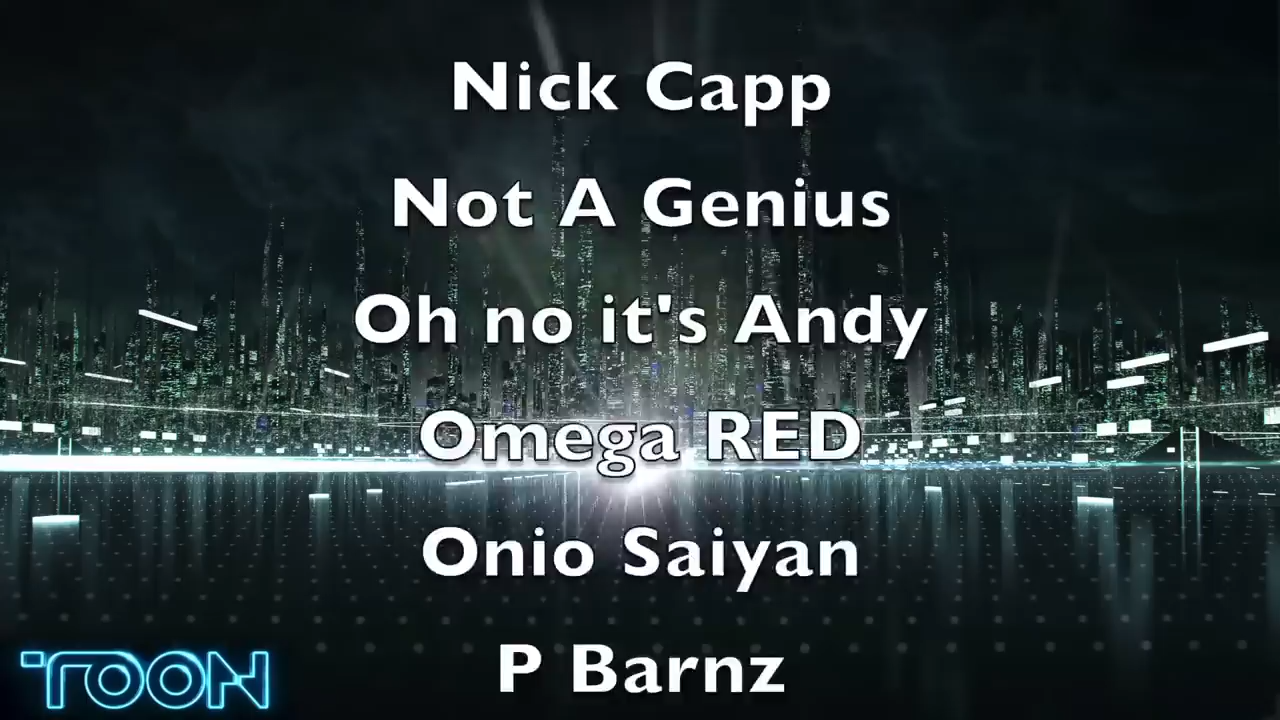 Nick Capp
Not A Genius
Oh no it's Andy
Omega RED
Onio Saiyan
P Barnz
TOON